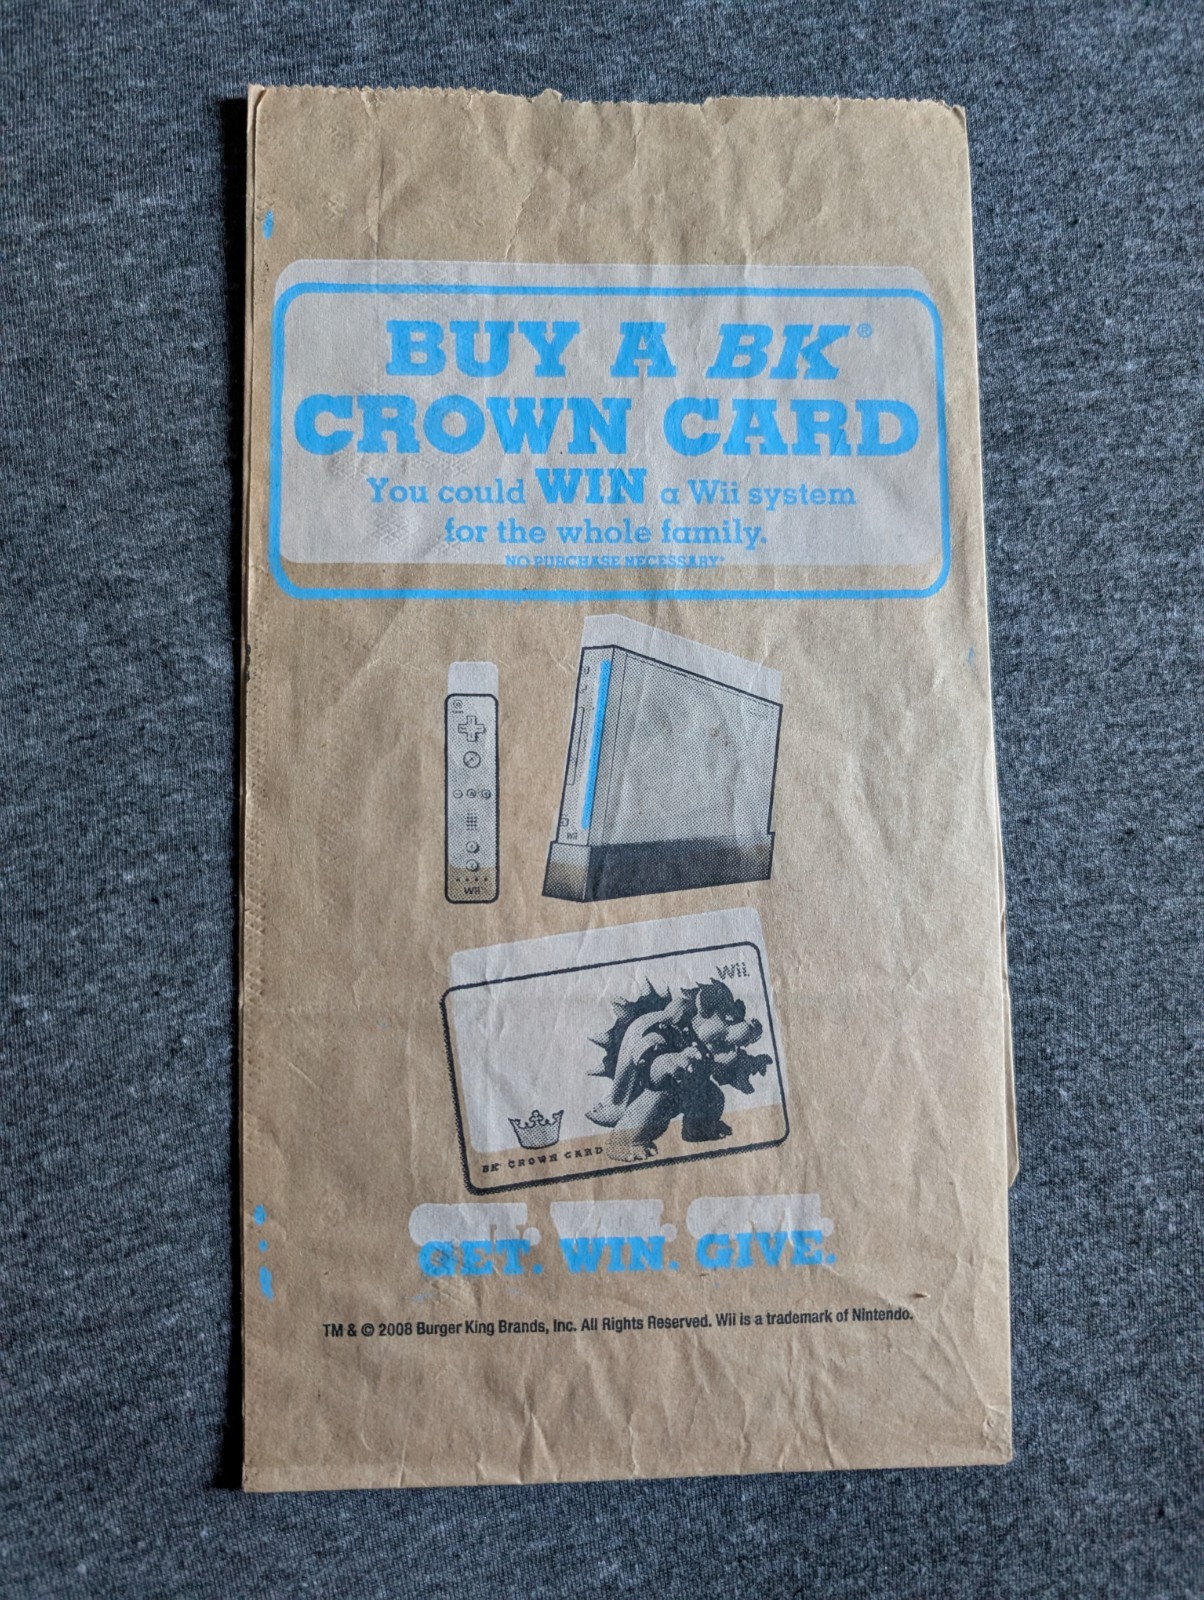 BUY A BK®
CROWN CARD
You could WIN a Wii system
for the whole family.
NO PURCHASE NECESSARY*
Wii
Wii
Wii
BK CROWN CARD
GET. WIN. GIVE.
TM & © 2008 Burger King Brands, Inc. All Rights Reserved. Wii is a trademark of Nintendo.